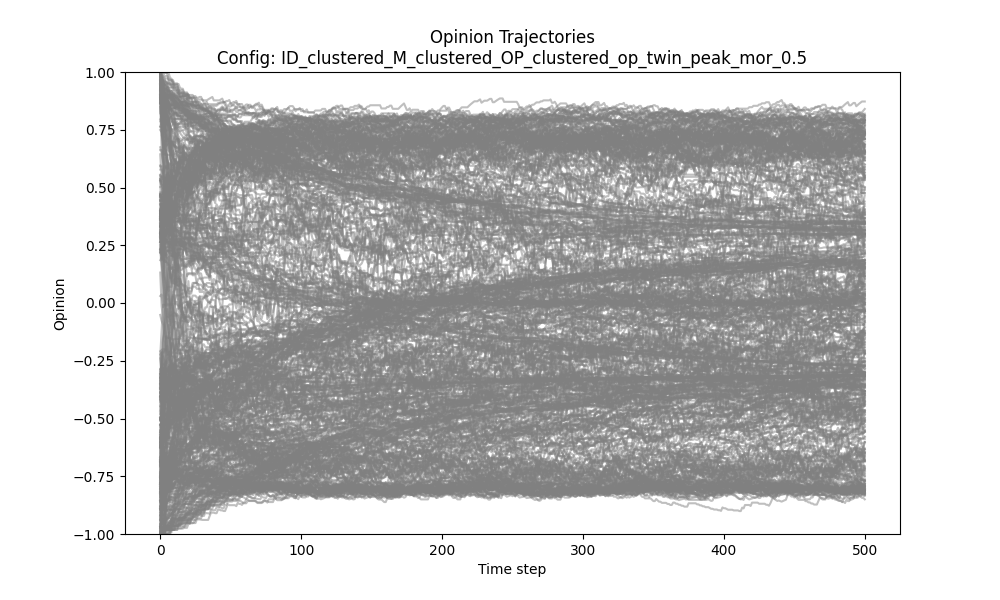 Opinion Trajectories
Config: ID_clustered_M_clustered_OP_clustered_op_twin_peak_mor_0.5
1.00
0.75
0.50
0.25
0.00
−0.25
−0.50
−0.75
−1.00
Opinion
0 100 200 300 400 500
Time step